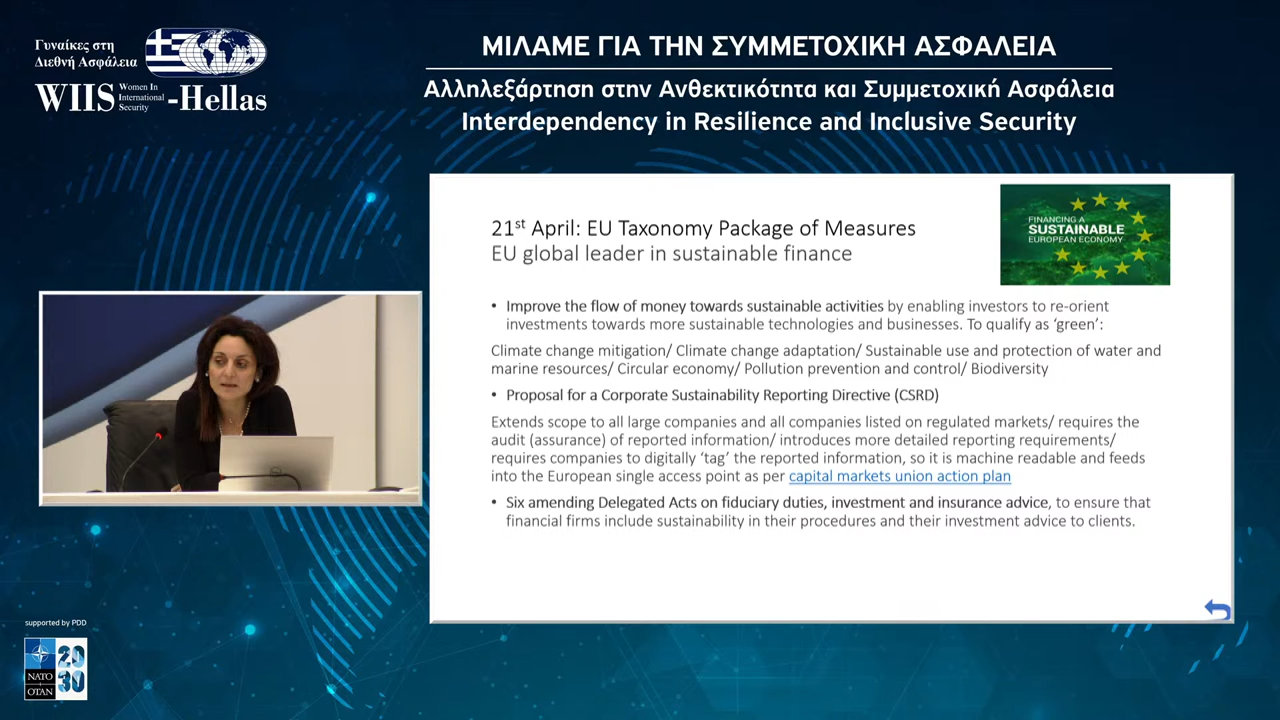 Γυναίκες στη
Διεθνή Ασφάλεια
WIIS Women In International Security -Hellas
ΜΙΛΑΜΕ ΓΙΑ ΤΗΝ ΣΥΜΜΕΤΟΧΙΚΗ ΑΣΦΑΛΕΙΑ
Αλληλεξάρτηση στην Ανθεκτικότητα και Συμμετοχική Ασφάλεια
Interdependency in Resilience and Inclusive Security
21st April: EU Taxonomy Package of Measures
EU global leader in sustainable finance
FINANCING A
SUSTAINABLE
EUROPEAN ECONOMY
• Improve the flow of money towards sustainable activities by enabling investors to re-orient
investments towards more sustainable technologies and businesses. To qualify as ‘green’:
Climate change mitigation/ Climate change adaptation/ Sustainable use and protection of water and
marine resources/ Circular economy/ Pollution prevention and control/ Biodiversity
• Proposal for a Corporate Sustainability Reporting Directive (CSRD)
Extends scope to all large companies and all companies listed on regulated markets/ requires the
audit (assurance) of reported information/ introduces more detailed reporting requirements/
requires companies to digitally ‘tag’ the reported information, so it is machine readable and feeds
into the European single access point as per capital markets union action plan
• Six amending Delegated Acts on fiduciary duties, investment and insurance advice, to ensure that
financial firms include sustainability in their procedures and their investment advice to clients.
supported by PDD
NATO
OTAN
20
30